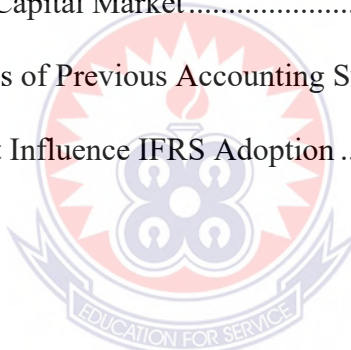 Capital Market......................
s of Previous Accounting S
t Influence IFRS Adoption..
EDUCATION FOR SERVICE